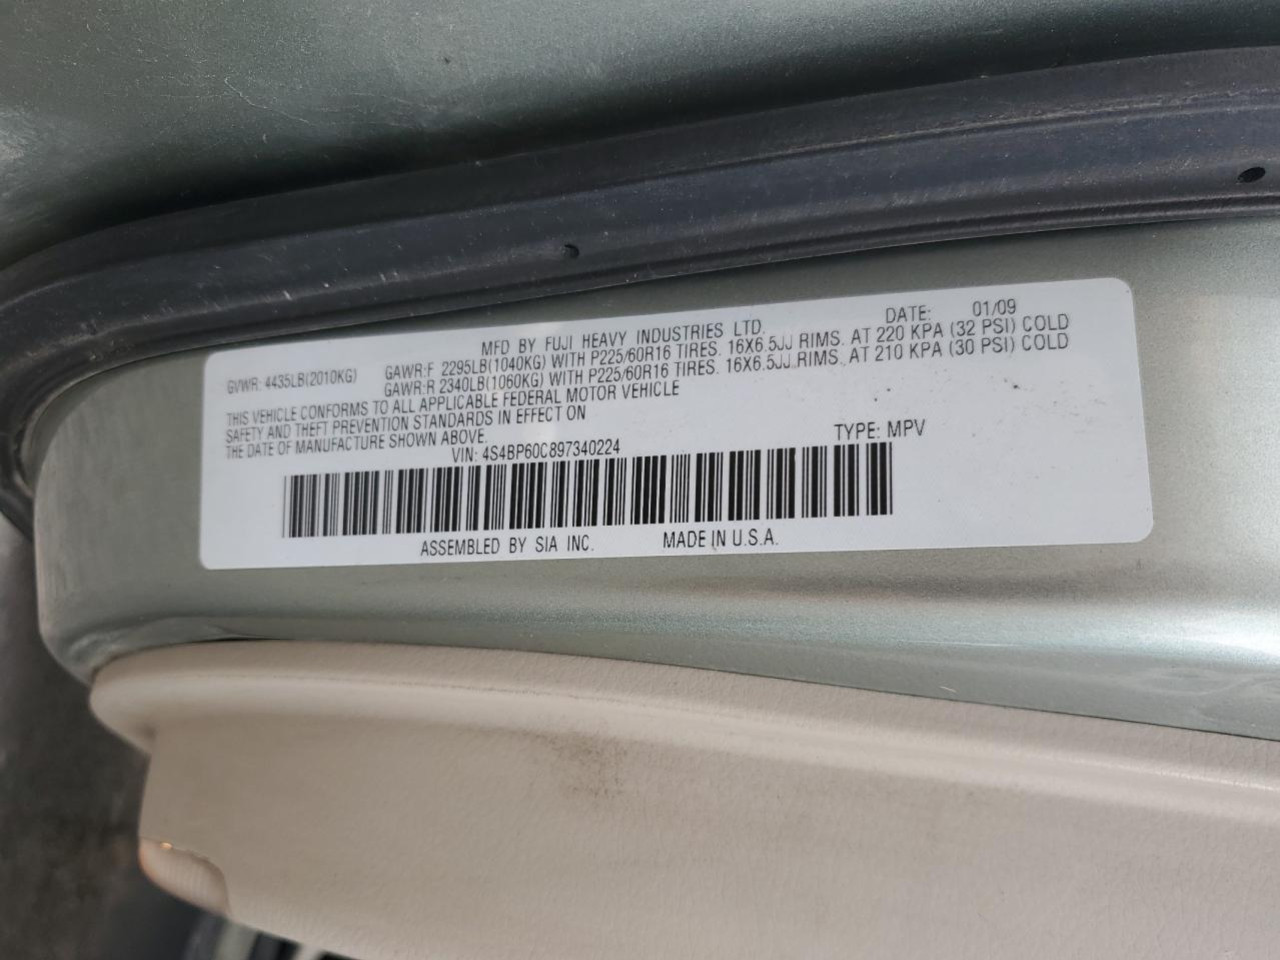 MFD BY FUJI HEAVY INDUSTRIES LTD. DATE: 01/09
GVWR: 4435LB(2010KG) GAWR:F 2295LB(1040KG) WITH P225/60R16 TIRES. 16X6.5JJ RIMS. AT 220 KPA (32 PSI) COLD
GAWR:R 2340LB(1060KG) WITH P225/60R16 TIRES. 16X6.5JJ RIMS. AT 210 KPA (30 PSI) COLD
THIS VEHICLE CONFORMS TO ALL APPLICABLE FEDERAL MOTOR VEHICLE
SAFETY AND THEFT PREVENTION STANDARDS IN EFFECT ON
THE DATE OF MANUFACTURE SHOWN ABOVE.
VIN: 4S4BP60C897340224 TYPE: MPV
ASSEMBLED BY SIA INC. MADE IN U.S.A.